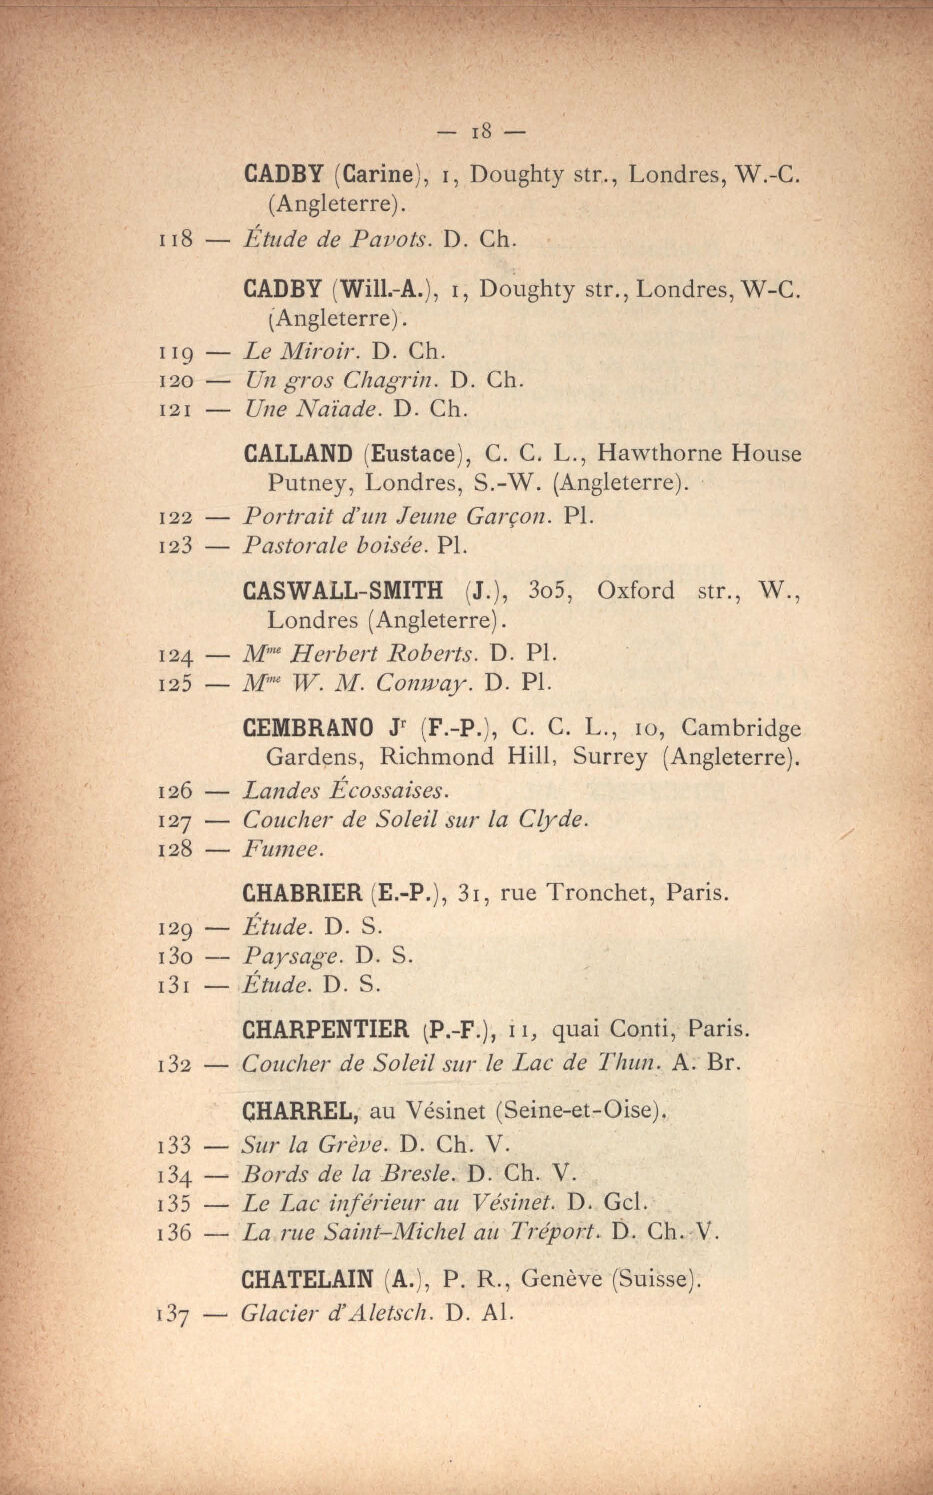 — 18 —
CADBY (Carine), 1, Doughty str., Londres, W.-C.
(Angleterre).
118 — Étude de Pavots. D. Ch.
CADBY (Will.-A.), 1, Doughty str., Londres, W-C.
(Angleterre).
119 — Le Miroir. D. Ch.
120 — Un gros Chagrin. D. Ch.
121 — Une Naïade. D. Ch.
CALLAND (Eustace), C. C. L., Hawthorne House
Putney, Londres, S.-W. (Angleterre).
122 — Portrait d'un Jeune Garçon. Pl.
123 — Pastorale boisée. Pl.
CASWALL-SMITH (J.), 305, Oxford str., W.,
Londres (Angleterre).
124 — Mme Herbert Roberts. D. Pl.
125 — Mme W. M. Conway. D. Pl.
CEMBRANO Jr (F.-P.), C. C. L., 10, Cambridge
Gardens, Richmond Hill, Surrey (Angleterre).
126 — Landes Écossaises.
127 — Coucher de Soleil sur la Clyde.
128 — Fumee.
CHABRIER (E.-P.), 31, rue Tronchet, Paris.
129 — Étude. D. S.
130 — Paysage. D. S.
131 — Étude. D. S.
CHARPENTIER (P.-F.), 11, quai Conti, Paris.
132 — Coucher de Soleil sur le Lac de Thun. A. Br.
CHARREL, au Vésinet (Seine-et-Oise).
133 — Sur la Grève. D. Ch. V.
134 — Bords de la Bresle. D. Ch. V.
135 — Le Lac inférieur au Vésinet. D. Gcl.
136 — La rue Saint-Michel au Tréport. D. Ch. V.
CHATELAIN (A.), P. R., Genève (Suisse).
137 — Glacier d'Aletsch. D. Al.